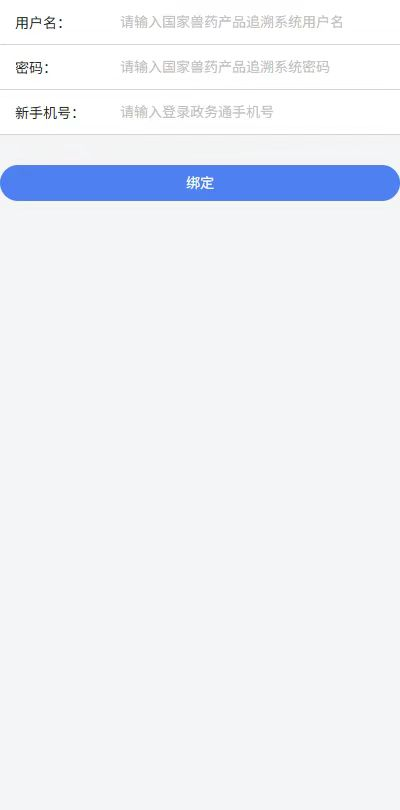 用户名： 请输入国家兽药产品追溯系统用户名
密码： 请输入国家兽药产品追溯系统密码
新手机号： 请输入登录政务通手机号
绑定